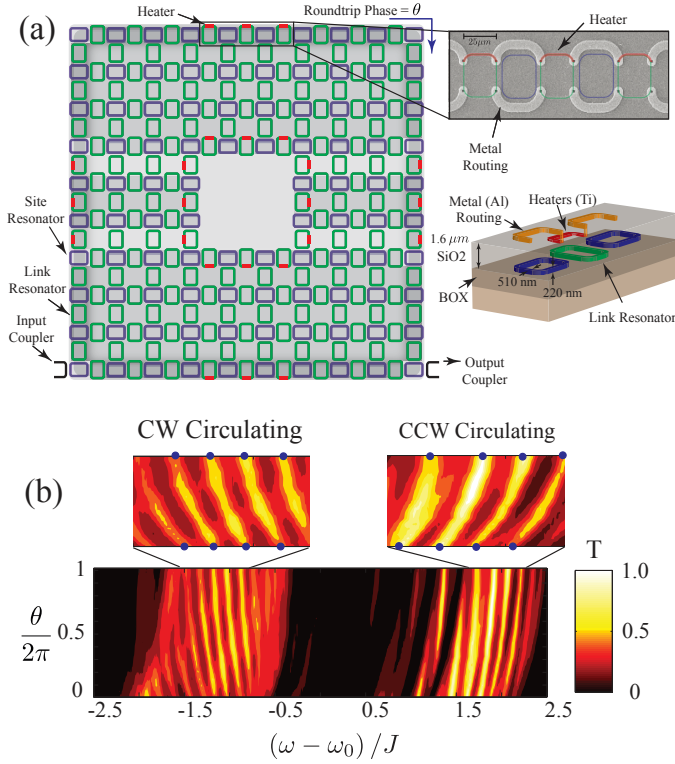 (a)
Heater
Roundtrip Phase = θ
Heater
25μm
Metal
Routing
Site
Resonator
Link
Resonator
Input
Coupler
Output
Coupler
Metal (Al)
Routing
Heaters (Ti)
1.6 μm
SiO2
BOX
510 nm
220 nm
Link Resonator
(b)
CW Circulating
CCW Circulating
T
1.0
0.5
0
θ/2π
1
0.5
0
-2.5 -1.5 -0.5 0.5 1.5 2.5
(ω − ω₀) /J